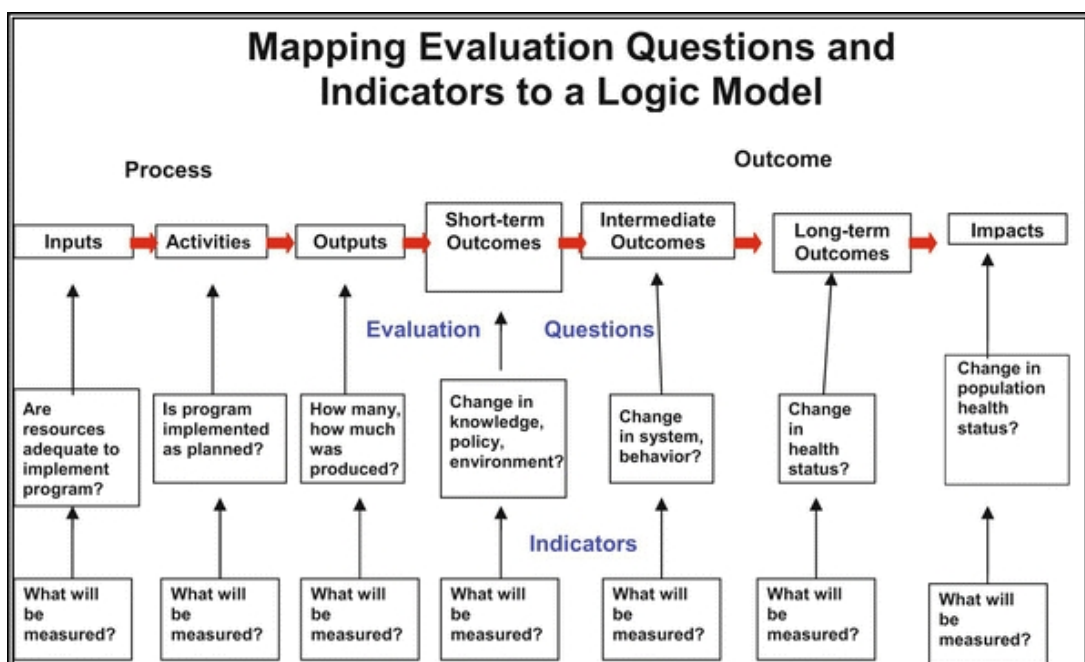 Mapping Evaluation Questions and
Indicators to a Logic Model
Process
Outcome
Inputs
Activities
Outputs
Short-term
Outcomes
Intermediate
Outcomes
Long-term
Outcomes
Impacts
Evaluation
Questions
Are
resources
adequate to
implement
program?
Is program
implemented
as planned?
How many,
how much
was
produced?
Change in
knowledge,
policy,
environment?
Change
in system,
behavior?
Change
in
health
status?
Change in
population
health
status?
Indicators
What will
be
measured?
What will
be
measured?
What will
be
measured?
What will
be
measured?
What will
be
measured?
What will
be
measured?
What will
be
measured?